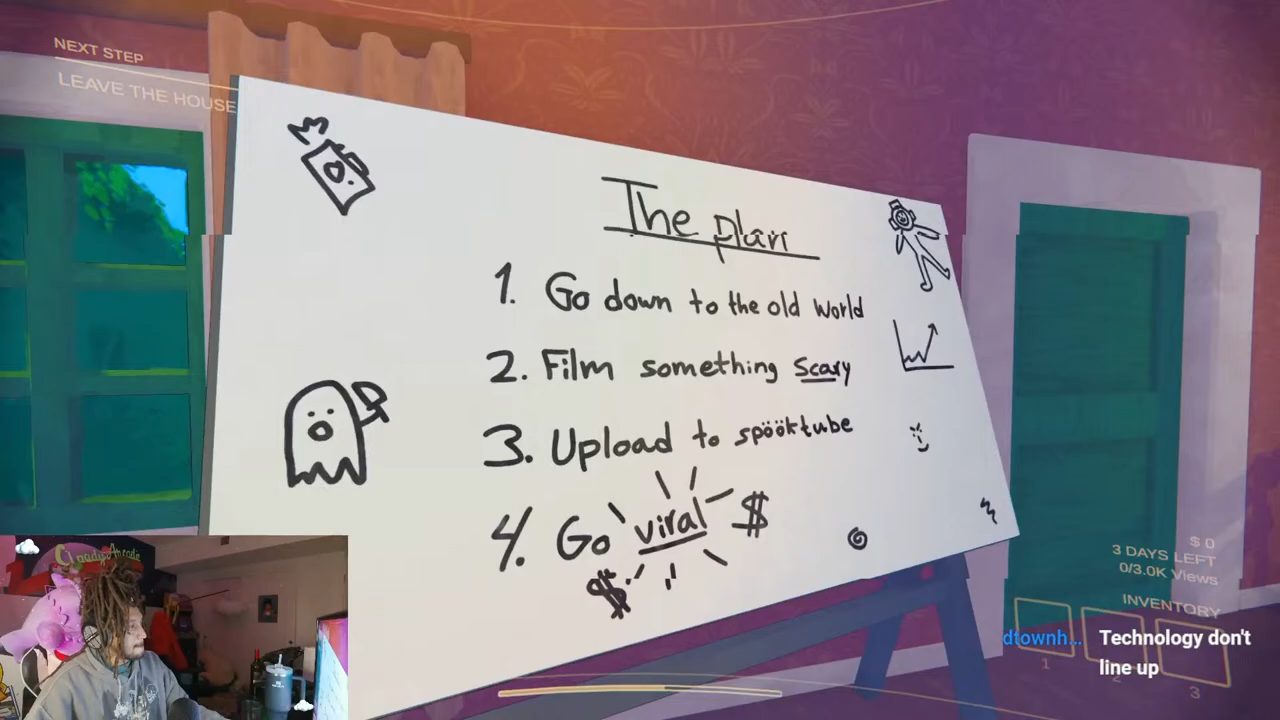 NEXT STEP
LEAVE THE HOUSE
The plan
1. Go down to the old world
2. Film something scary
3. Upload to spööktube
4. Go viral $
$
$ 0
3 DAYS LEFT
0/3.0K Views
INVENTORY
1
2
3
dtownh... Technology don't
line up